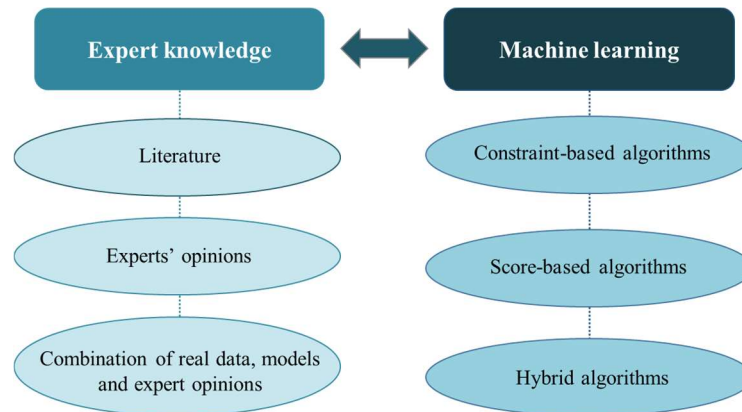 Expert knowledge
Literature
Experts' opinions
Combination of real data, models
and expert opinions
Machine learning
Constraint-based algorithms
Score-based algorithms
Hybrid algorithms